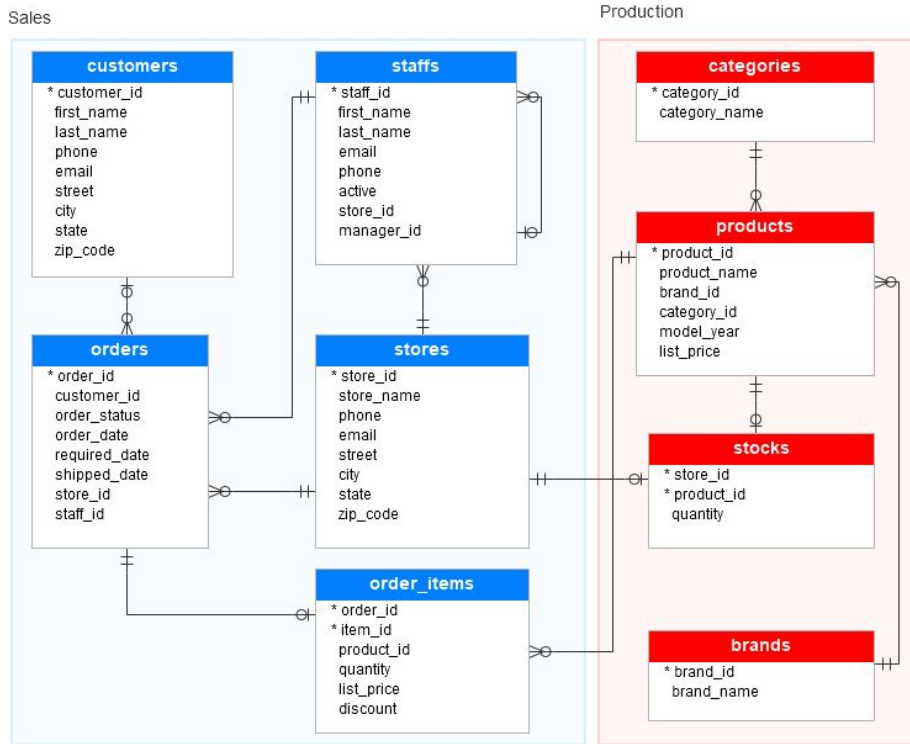 Sales
customers
* customer_id
first_name
last_name
phone
email
street
city
state
zip_code
staffs
* staff_id
first_name
last_name
email
phone
active
store_id
manager_id
orders
* order_id
customer_id
order_status
order_date
required_date
shipped_date
store_id
staff_id
stores
* store_id
store_name
phone
email
street
city
state
zip_code
order_items
* order_id
* item_id
product_id
quantity
list_price
discount
Production
categories
* category_id
category_name
products
* product_id
product_name
brand_id
category_id
model_year
list_price
stocks
* store_id
* product_id
quantity
brands
* brand_id
brand_name